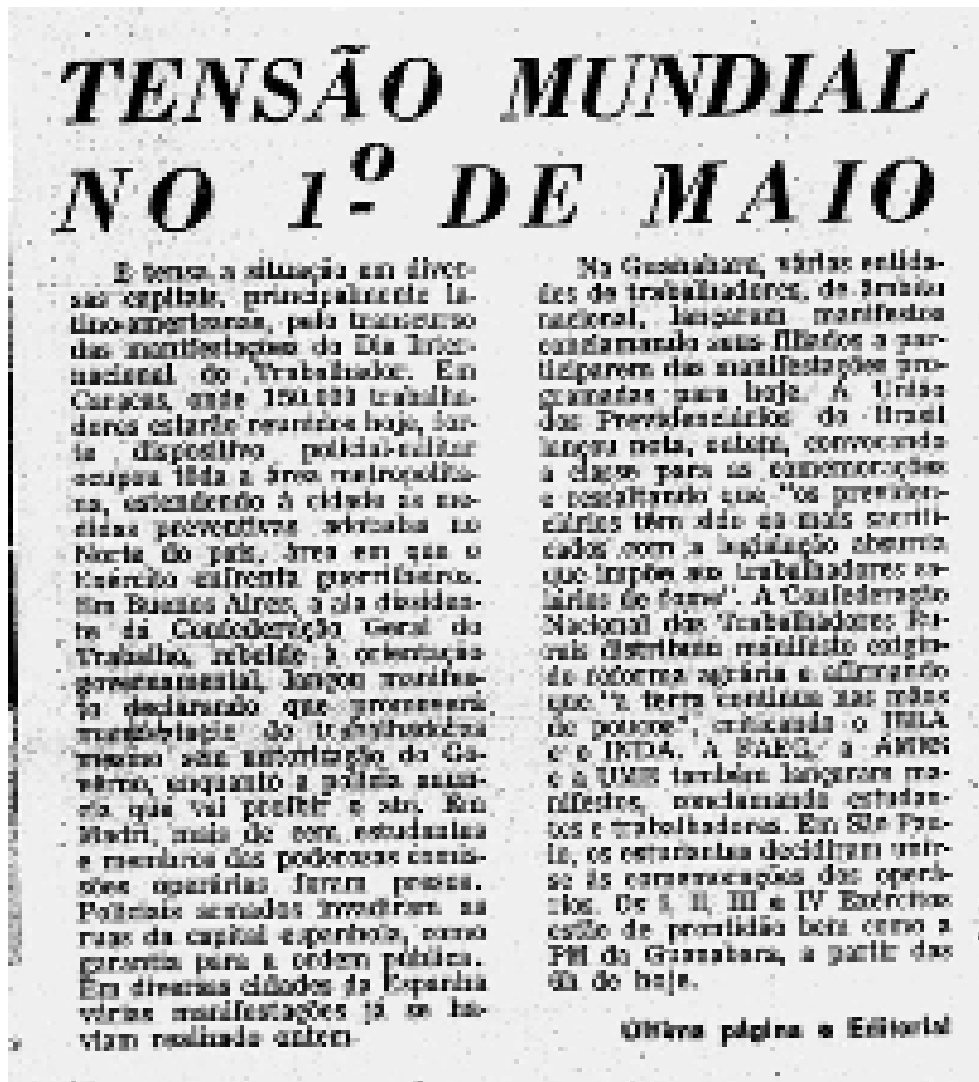 TENSÃO MUNDIAL
NO 1º DE MAIO
É tensa a situação em diver-
sas capitais, principalmente la-
tino-americanas, pelo transcurso
das manifestações do Dia Inter-
nacional do Trabalhador. Em
Caracas, onde 150.000 trabalha-
dores estarão reunidos hoje, for-
te dispositivo policial-militar
ocupou tôda a área metropolita-
na, estendendo à cidade as me-
didas preventivas adotadas no
Norte do país, área em que o
Exército enfrenta guerrilheiros.
Em Buenos Aires, a ala dissiden-
te da Confederação Geral do
Trabalho, rebelde à orientação
governamental, lançou manifes-
to declarando que promoverá
do
mesmo sem autorização do Go-
vêrno, enquanto a polícia anun-
cia que vai proibir o ato. Em
Madri, mais de cem estudantes
e membros das poderosas comis-
sões operárias foram presos.
Policiais armados invadiram as
ruas da capital espanhola, como
garantia para a ordem pública.
Em diversas cidades da Espanha
várias manifestações já se ha-
viam realizado ontem.
Na Guanabara, várias entida-
des de trabalhadores, de âmbito
nacional, lançaram manifestos
conclamando seus filiados a par-
ticiparem das manifestações pro-
gramadas para hoje. A União
dos Previdenciários do Brasil
lançou nota, ontem, convocando
a classe para as comemorações
e ressaltando que "os previden-
ciários têm sido os mais sacrifi-
cados com a legislação absurda
que impõe aos trabalhadores sa-
lários de fome". A Confederação
Nacional dos Trabalhadores Ru-
rais distribuiu manifesto exigin-
do reforma agrária e afirmando
que "a terra continua nas mãos
de poucos", criticando o IBRA
e o INDA. A a
e a também lançaram ma-
nifestos, conclamando estudan-
tes e trabalhadores. Em São Pau-
lo, os estudantes decidiram unir-
se às comemorações dos operá-
rios. Os I, II, III e IV Exércitos
estão de prontidão bem como a
PM da Guanabara, a partir das
de hoje.
Última página e Editorial